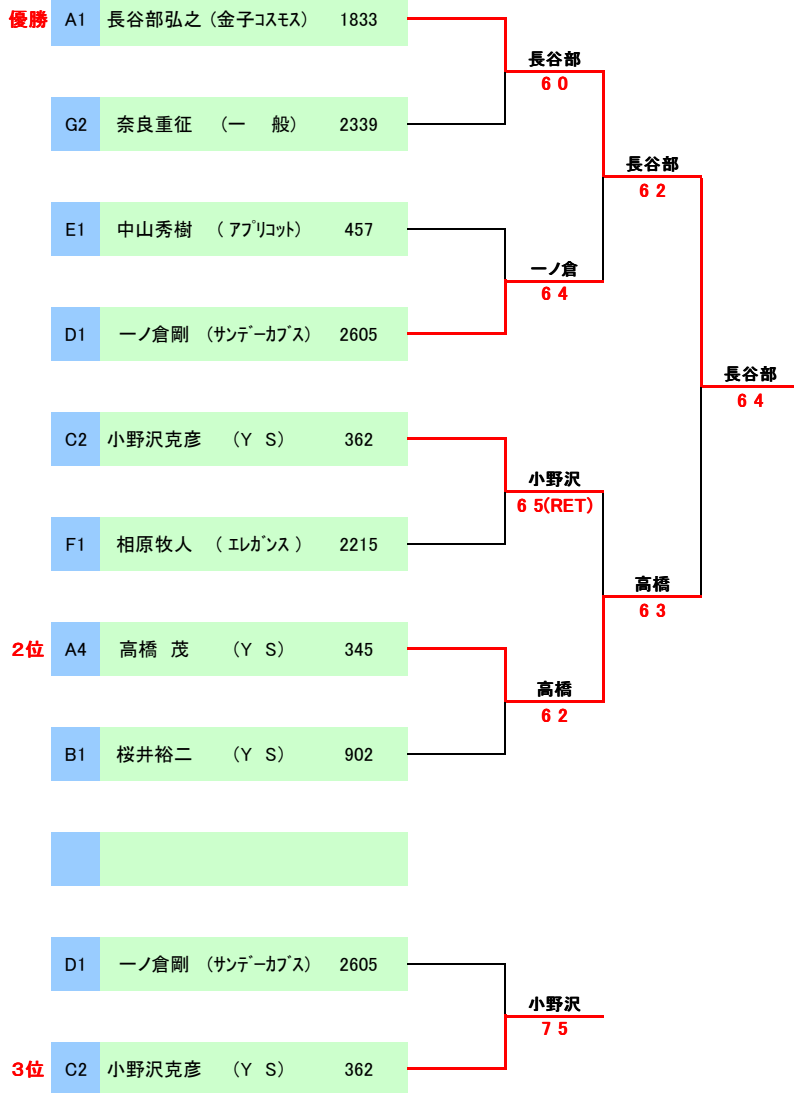 優勝 A1 長谷部弘之 (金子コスモス) 1833
長谷部
6 0
G2 奈良重征 (一 般) 2339
長谷部
6 2
E1 中山秀樹 (アプリコット) 457
一ノ倉
6 4
D1 一ノ倉剛 (サンデーカブス) 2605
長谷部
6 4
C2 小野沢克彦 (Y S) 362
小野沢
6 5(RET)
F1 相原牧人 (エレガンス) 2215
高橋
6 3
2位 A4 高橋 茂 (Y S) 345
高橋
6 2
B1 桜井裕二 (Y S) 902
D1 一ノ倉剛 (サンデーカブス) 2605
小野沢
7 5
3位 C2 小野沢克彦 (Y S) 362